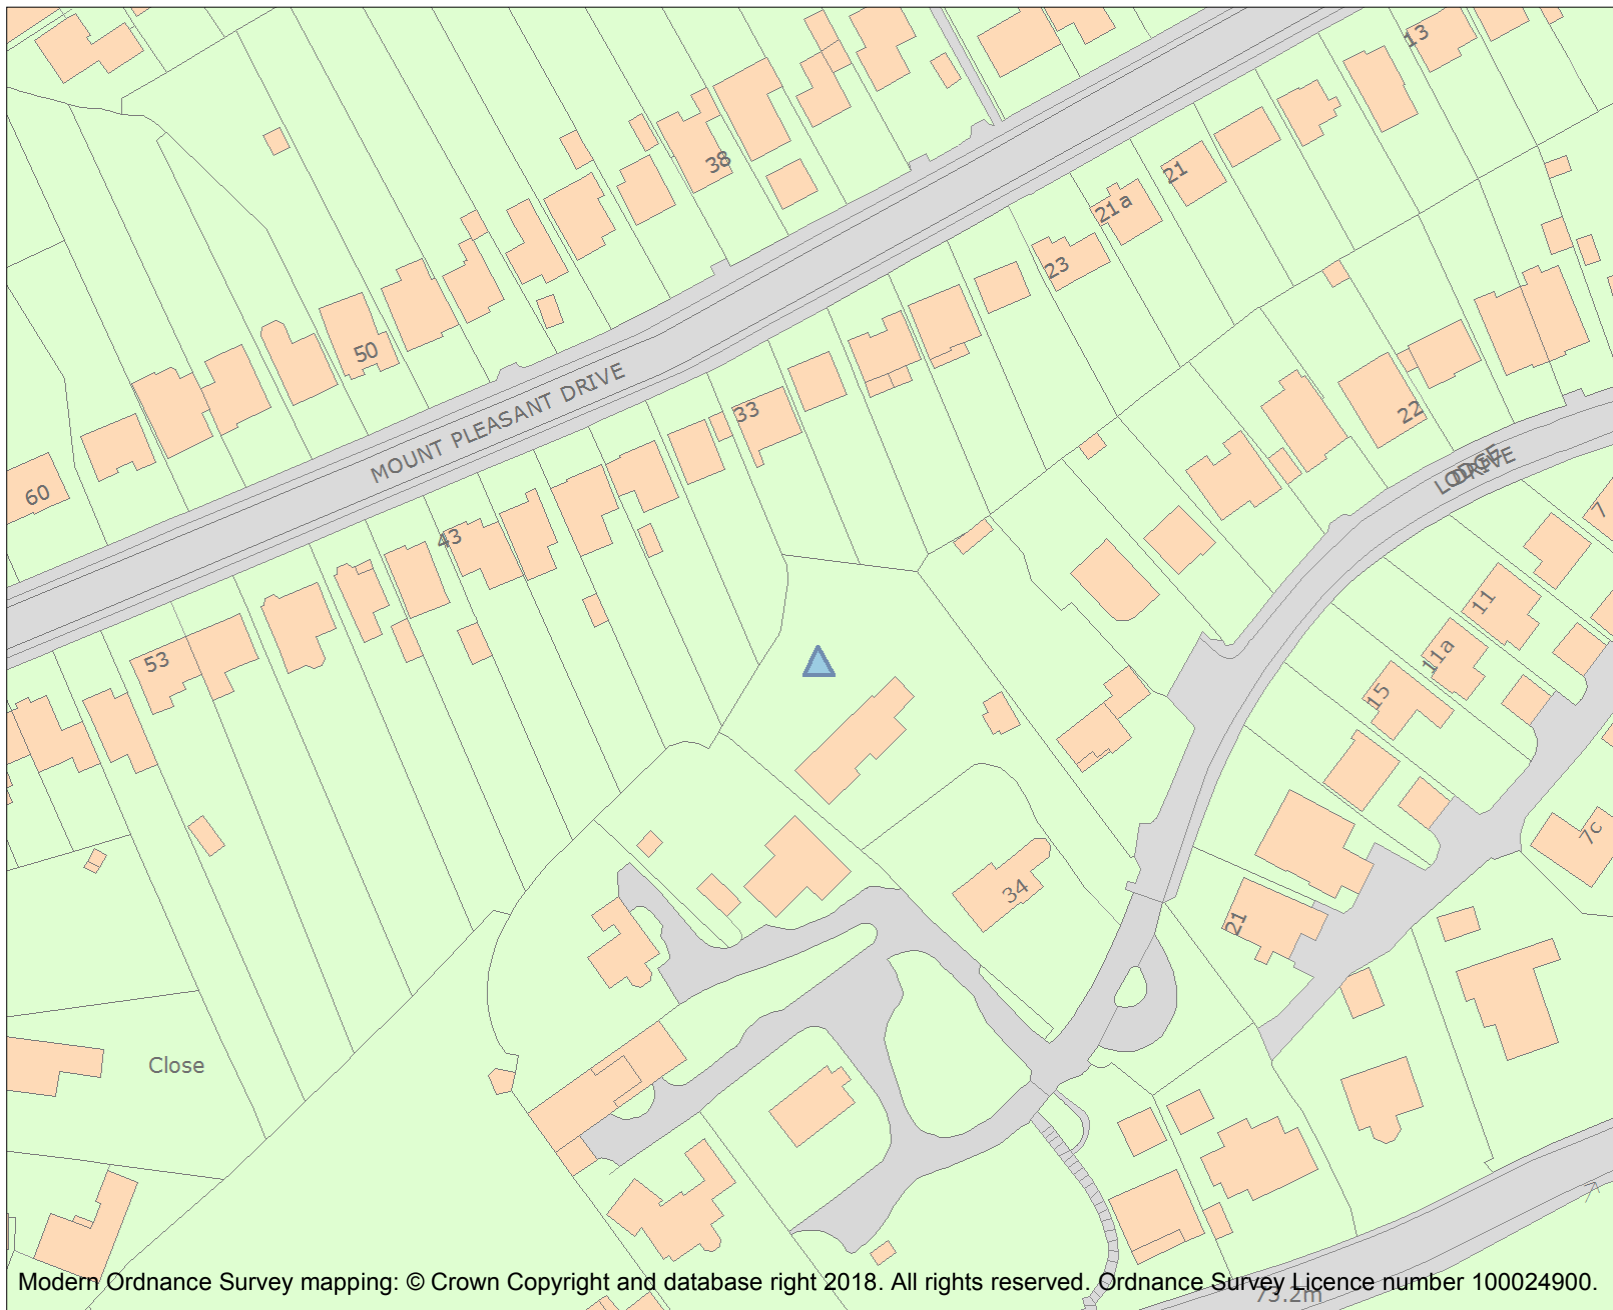 13
38
21
21a
23
50
MOUNT PLEASANT DRIVE
33
22
60
LODGE
DRIVE
7
43
11
11a
53
15
7c
34
21
Close
73.2m
Modern Ordnance Survey mapping: © Crown Copyright and database right 2018. All rights reserved. Ordnance Survey Licence number 100024900.